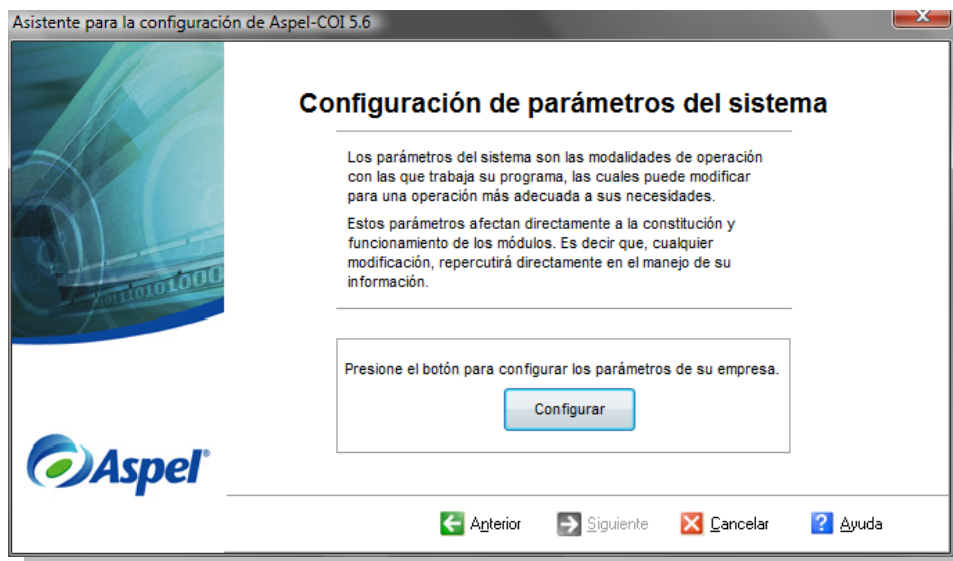 Asistente para la configuración de Aspel-COI 5.6
Configuración de parámetros del sistema
Los parámetros del sistema son las modalidades de operación
con las que trabaja su programa, las cuales puede modificar
para una operación más adecuada a sus necesidades.
Estos parámetros afectan directamente a la constitución y
funcionamiento de los módulos. Es decir que, cualquier
modificación, repercutirá directamente en el manejo de su
información.
Presione el botón para configurar los parámetros de su empresa.
Configurar
Aspel®
Anterior Siguiente Cancelar Ayuda